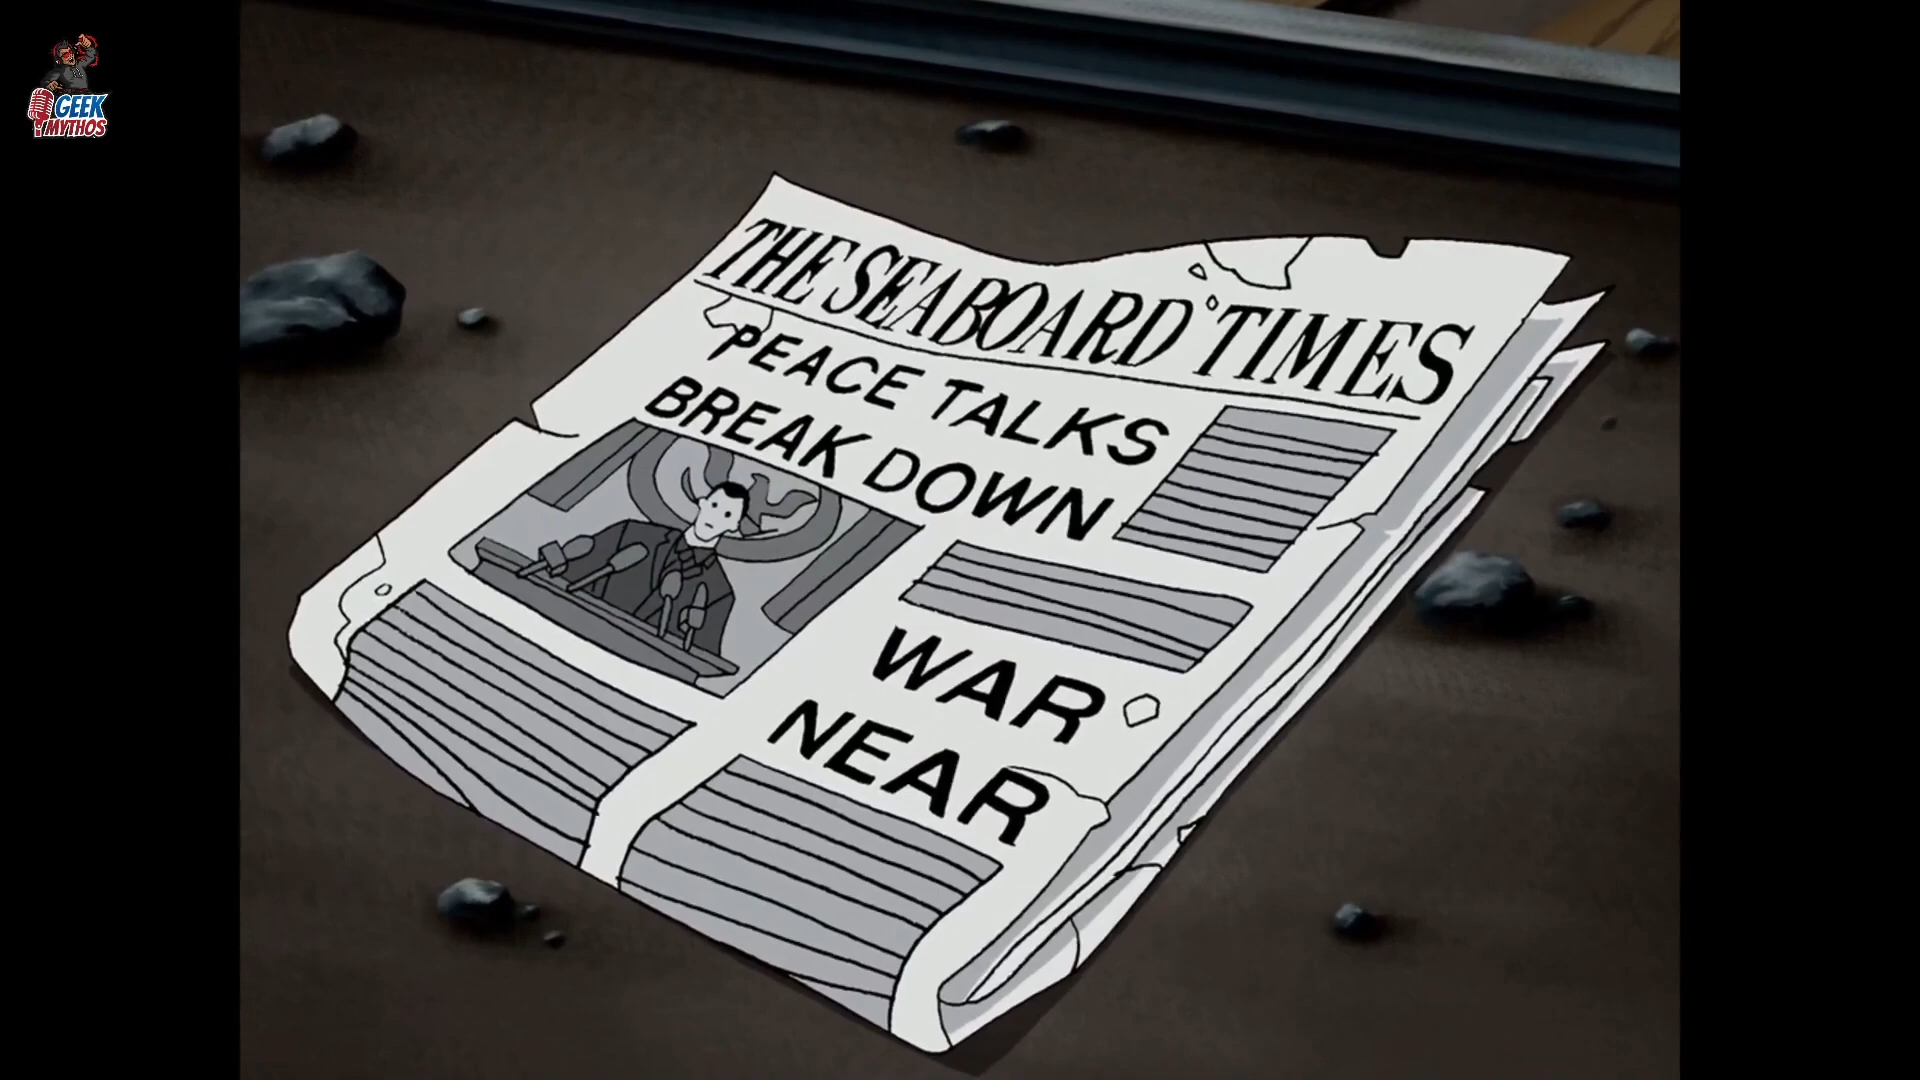 GEEK
MYTHOS
THE SEABOARD TIMES
PEACE TALKS
BREAK DOWN
WAR
NEAR